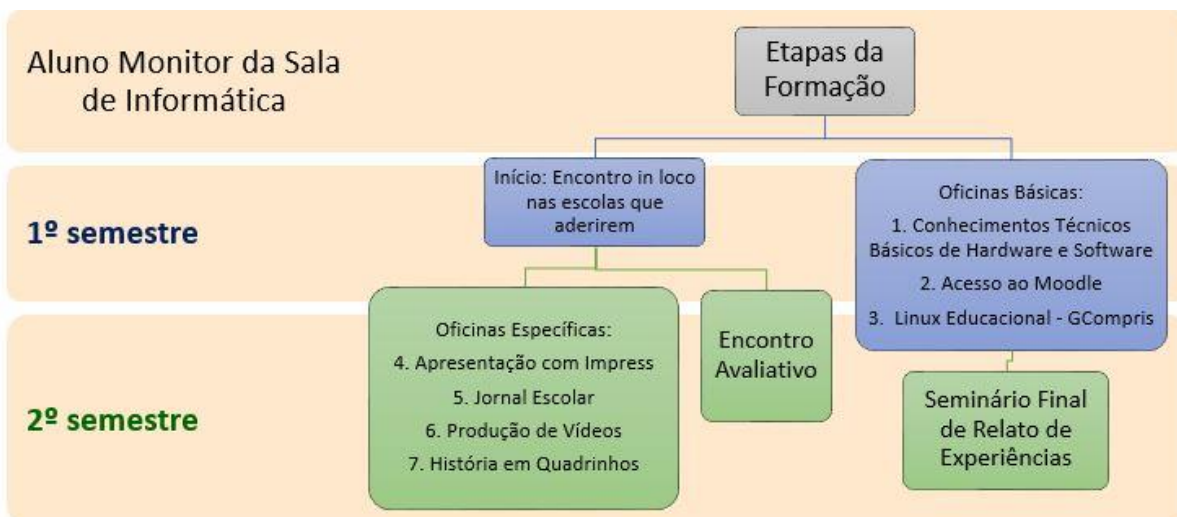 Aluno Monitor da Sala
de Informática
Etapas da
Formação
1º semestre
Início: Encontro in loco
nas escolas que
aderirem
Oficinas Básicas:
1. Conhecimentos Técnicos
Básicos de Hardware e Software
2. Acesso ao Moodle
3. Linux Educacional - GCompris
2º semestre
Oficinas Específicas:
4. Apresentação com Impress
5. Jornal Escolar
6. Produção de Vídeos
7. História em Quadrinhos
Encontro
Avaliativo
Seminário Final
de Relato de
Experiências